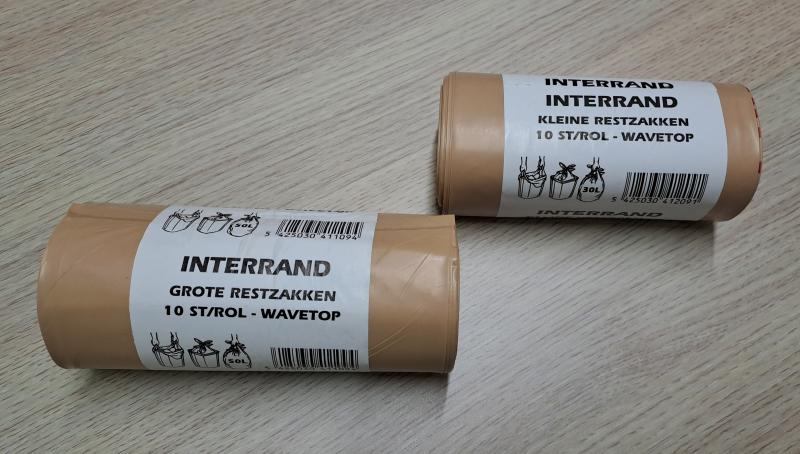 INTERRAND
INTERRAND
KLEINE RESTZAKKEN
10 ST/ROL - WAVETOP
30L
5 425030 412091
INTERRAND
50L
5 425030 411094
INTERRAND
GROTE RESTZAKKEN
10 ST/ROL - WAVETOP
50L